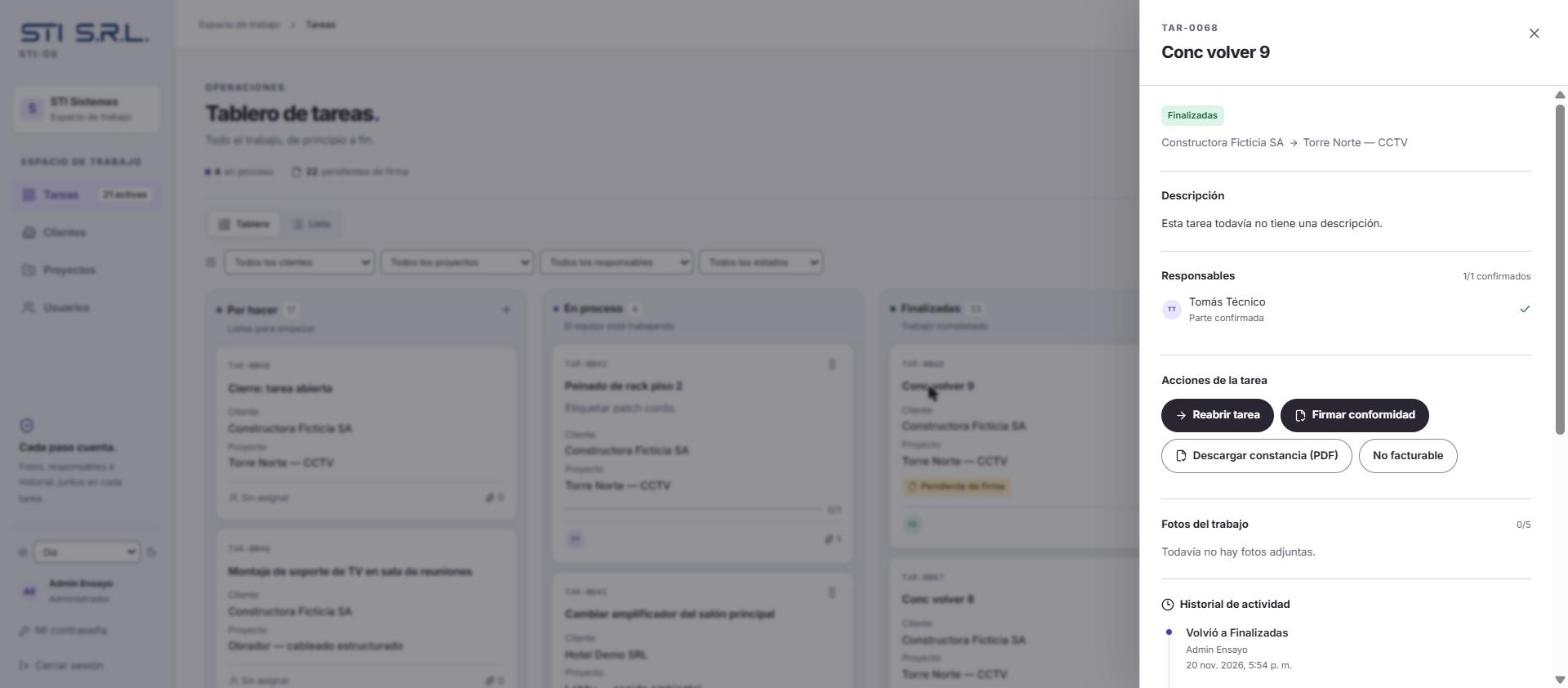 STI S.R.L.
STI-OS
S
STI Sistemas
Espacio de trabajo
ESPACIO DE TRABAJO
Tareas 21 activas
Clientes
Proyectos
Usuarios
Cada paso cuenta.
Fotos, responsables e
historial, juntos en cada
tarea.
Día
Admin Ensayo
Administrador
Mi contraseña
Cerrar sesión
Espacio de trabajo > Tareas
OPERACIONES
Tablero de tareas.
Todo el trabajo, de principio a fin.
4 en proceso 22 pendientes de firma
Tablero Lista
Todos los clientes Todos los proyectos Todos los responsables Todos los estados
Por hacer 17 +
Listas para empezar
Cierre: tarea abierta
Cliente
Constructora Ficticia SA
Proyecto
Torre Norte — CCTV
Sin asignar 0
Montaje de soporte de TV en sala de reuniones
Cliente
Constructora Ficticia SA
Proyecto
Obrador — cableado estructurado
Sin asignar 0
En proceso 4
El equipo está trabajando
Peinado de rack piso 2
Etiquetar patch cords.
Cliente
Constructora Ficticia SA
Proyecto
Torre Norte — CCTV
0/1
Cambiar amplificador del salón principal
Cliente
Hotel Demo SRL
Proyecto
Finalizadas
Trabajo completado
TAR-0068
Conc volver 9
Cliente
Constructora Ficticia SA
Proyecto
Torre Norte — CCTV
Pendiente de firma
TAR-0067
Conc volver 8
Cliente
Constructora Ficticia SA
Proyecto
Torre Norte — CCTV
TAR-0068
Conc volver 9
Finalizadas
Constructora Ficticia SA → Torre Norte — CCTV
Descripción
Esta tarea todavía no tiene una descripción.
Responsables 1/1 confirmados
TT
Tomás Técnico
Parte confirmada
Acciones de la tarea
→ Reabrir tarea Firmar conformidad
Descargar constancia (PDF) No facturable
Fotos del trabajo 0/5
Todavía no hay fotos adjuntas.
Historial de actividad
Volvió a Finalizadas
Admin Ensayo
20 nov. 2026, 5:54 p. m.